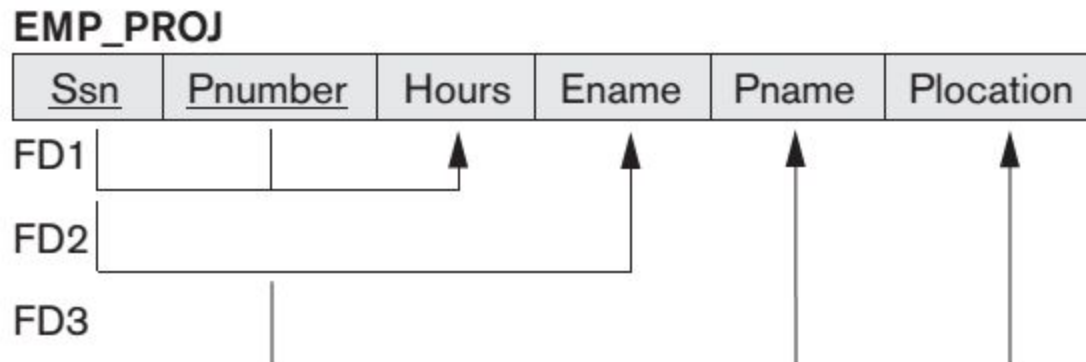 EMP_PROJ
Ssn Pnumber Hours Ename Pname Plocation
FD1
FD2
FD3